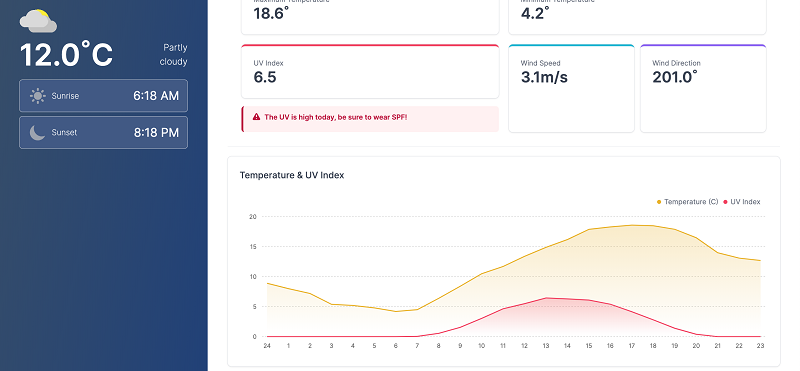 12.0°C
Partly
cloudy
Sunrise 6:18 AM
Sunset 8:18 PM
Maximum Temperature
18.6°
Minimum Temperature
4.2°
UV Index
6.5
Wind Speed
3.1m/s
Wind Direction
201.0°
The UV is high today, be sure to wear SPF!
Temperature & UV Index
Temperature (C) UV Index
20
15
10
5
0
24 1 2 3 4 5 6 7 8 9 10 11 12 13 14 15 16 17 18 19 20 21 22 23